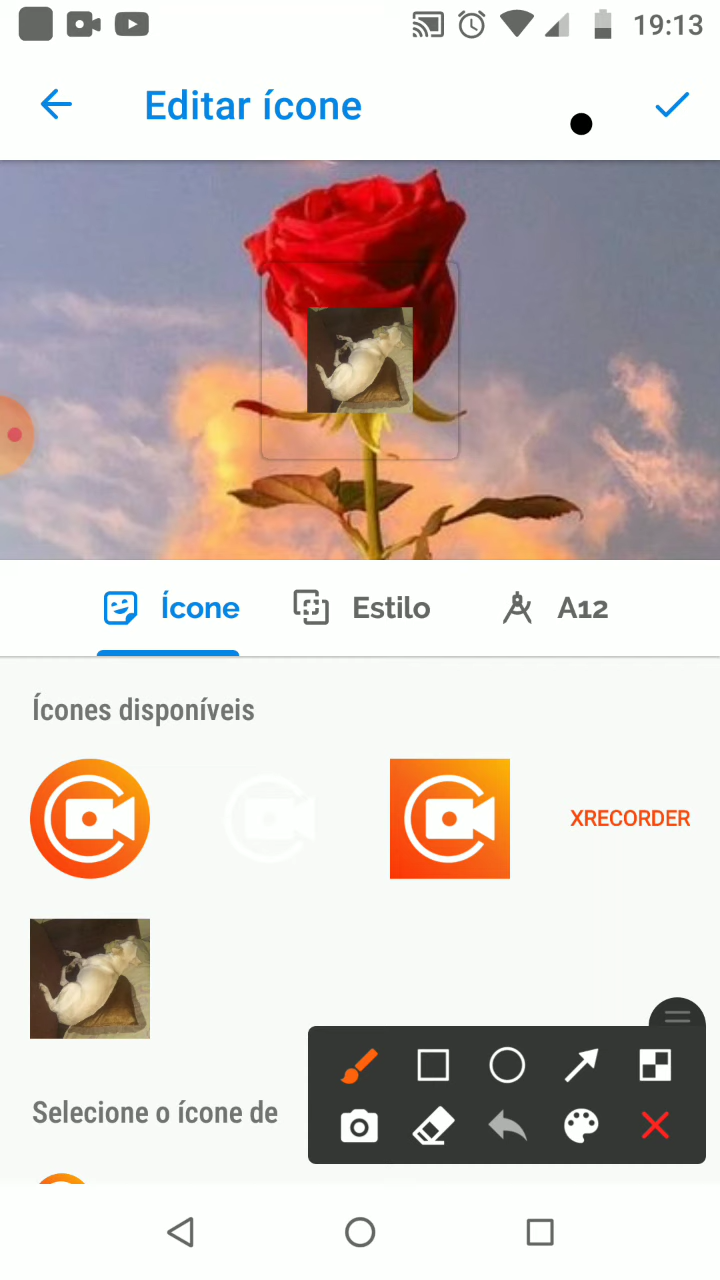 19:13
Editar ícone
Ícone
Estilo
A12
Ícones disponíveis
XRECORDER
Selecione o ícone de